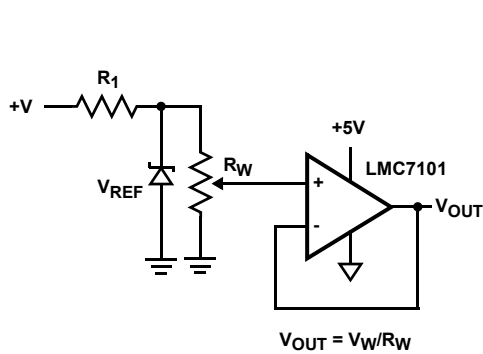 R1
+V
+5V
RW
LMC7101
VREF
+
-
VOUT
VOUT = VW/RW